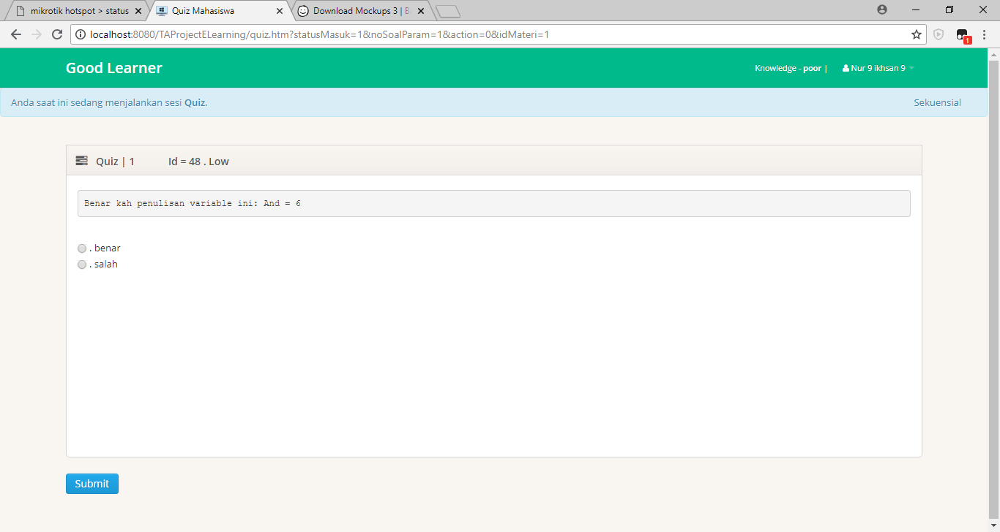 mikrotik hotspot > status
Quiz Mahasiswa
Download Mockups 3 | B
localhost:8080/TAProjectELearning/quiz.htm?statusMasuk=1&noSoalParam=1&action=0&idMateri=1
1
Good Learner
Knowledge - poor |
Nur 9 ikhsan 9
Anda saat ini sedang menjalankan sesi Quiz.
Sekuensial
Quiz | 1 Id = 48 . Low
Benar kah penulisan variable ini: And = 6
. benar
. salah
Submit